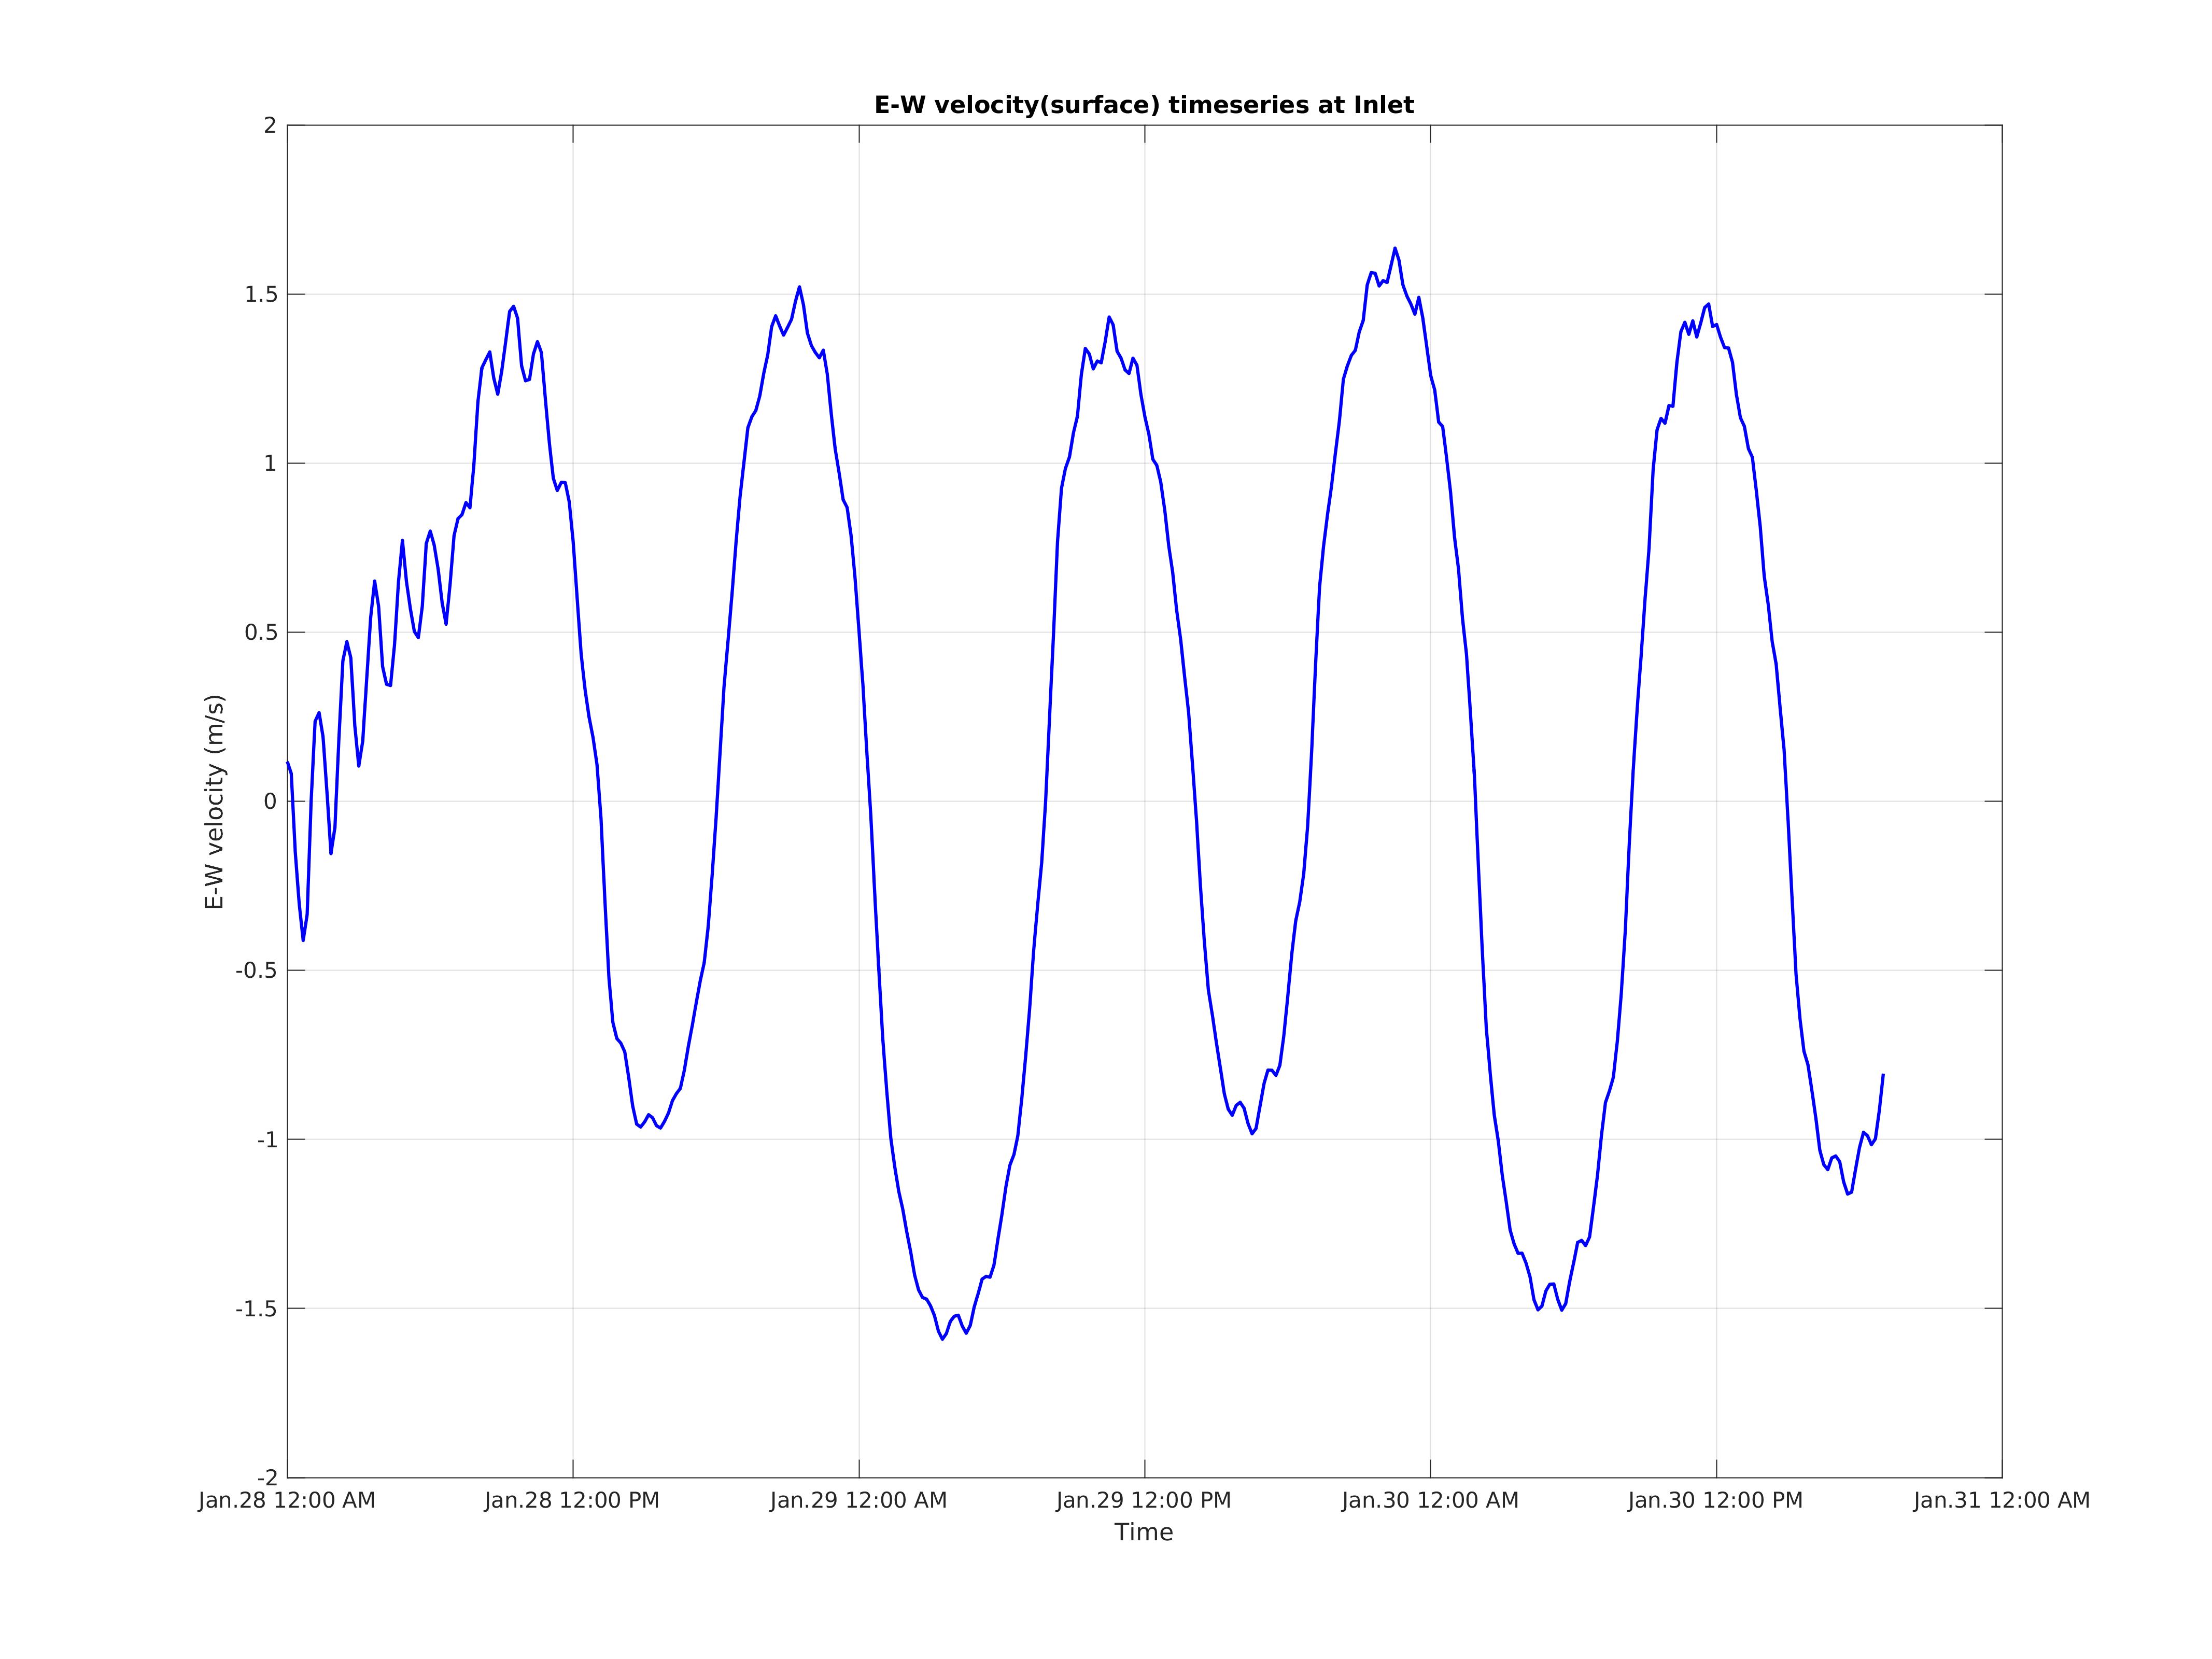 E-W velocity(surface) timeseries at Inlet
2
1.5
1
0.5
0
-0.5
-1
-1.5
-2
E-W velocity (m/s)
Jan.28 12:00 AM
Jan.28 12:00 PM
Jan.29 12:00 AM
Jan.29 12:00 PM
Jan.30 12:00 AM
Jan.30 12:00 PM
Jan.31 12:00 AM
Time